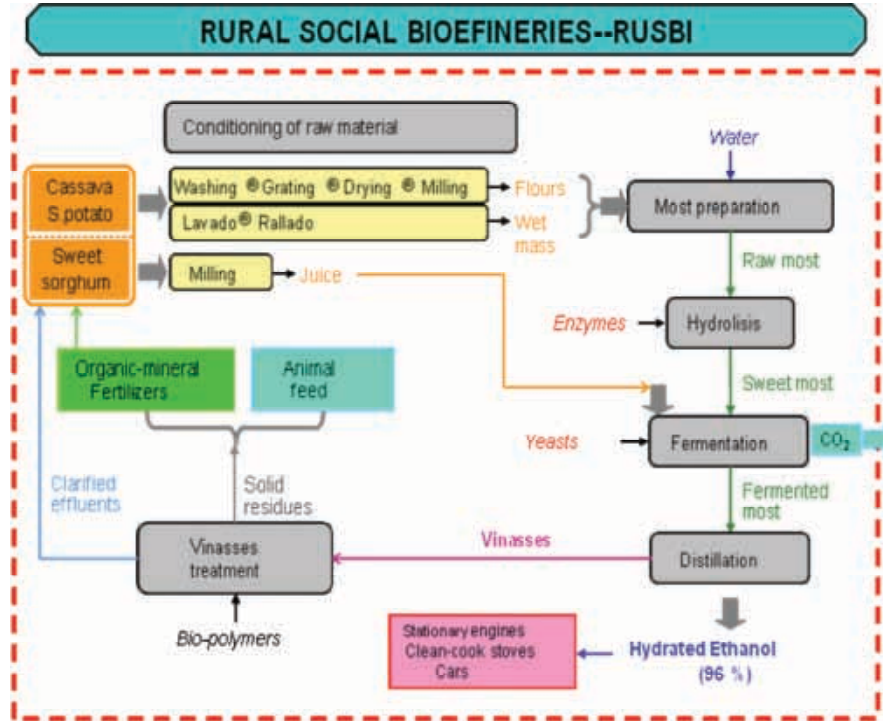 RURAL SOCIAL BIOEFINERIES--RUSBI
Conditioning of raw material
Water
Cassava
S.potato
Sweet
sorghum
Washing Grating Drying Milling
Flours
Lavado Rallado
Wet
mass
Most preparation
Milling
Juice
Raw most
Enzymes
Hydrolisis
Organic-mineral
Fertilizers
Animal
feed
Sweet most
Yeasts
Fermentation
CO₂
Clarified
effluents
Solid
residues
Fermented
most
Vinasses
treatment
Vinasses
Distillation
Bio-polymers
Stationary engines
Clean-cook stoves
Cars
Hydrated Ethanol
(96 %)